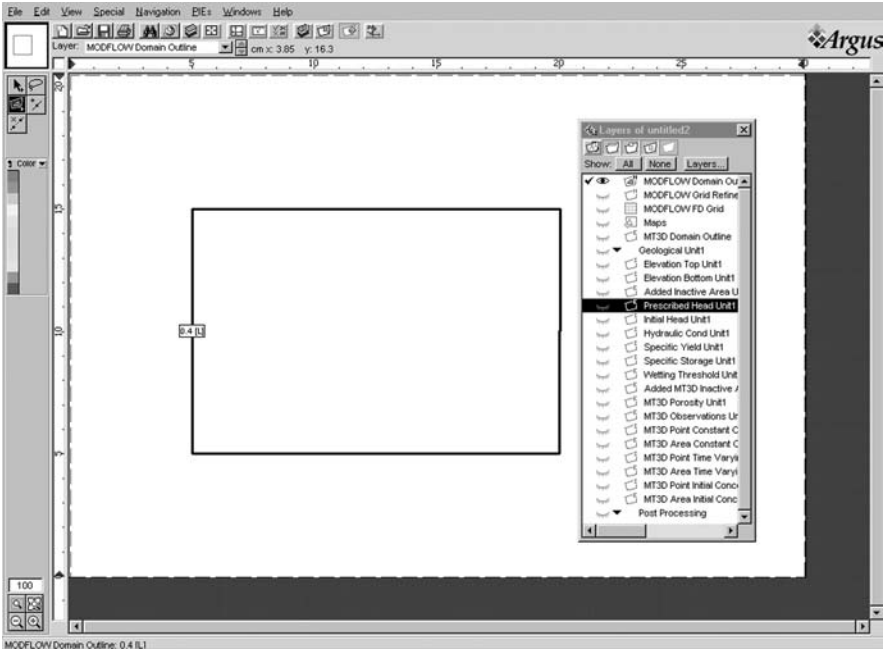 File Edit View Special Navigation PIEs Windows Help
Argus
Layer: MODFLOW Domain Outline cm x: 3.85 y: 16.3
5 10 15 20 25 30
20
15
10
5
Color
100
0.4 [L]
Layers of untitled2
Show: All None Layers...
MODFLOW Domain Ou
MODFLOW Grid Refine
MODFLOW FD Grid
Maps
MT3D Domain Outline
Geological Unit1
Elevation Top Unit1
Elevation Bottom Unit1
Added Inactive Area U
Prescribed Head Unit1
Initial Head Unit1
Hydraulic Cond Unit1
Specific Yield Unit1
Specific Storage Unit1
Wetting Threshold Unit
Added MT3D Inactive A
MT3D Porosity Unit1
MT3D Observations Ur
MT3D Point Constant C
MT3D Area Constant C
MT3D Point Time Varyi
MT3D Area Time Varyi
MT3D Point Initial Conc
MT3D Area Initial Conc
Post Processing
MODFLOW Domain Outline: 0.4 [L]